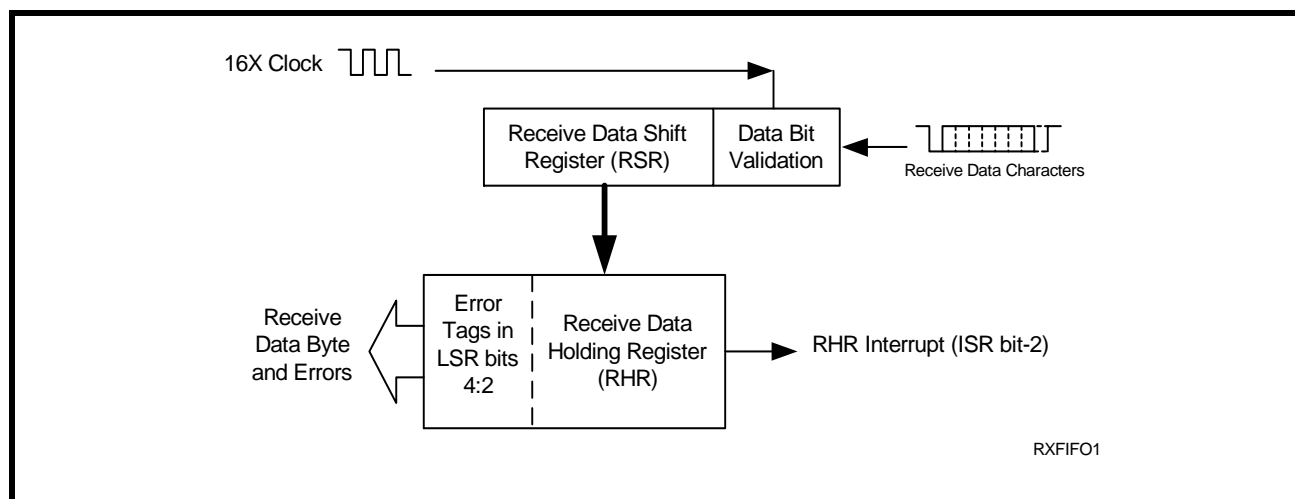 16X Clock
Receive Data Shift
Register (RSR)
Data Bit
Validation
Receive Data Characters
Receive
Data Byte
and Errors
Error
Tags in
LSR bits
4:2
Receive Data
Holding Register
(RHR)
RHR Interrupt (ISR bit-2)
RXFIFO1